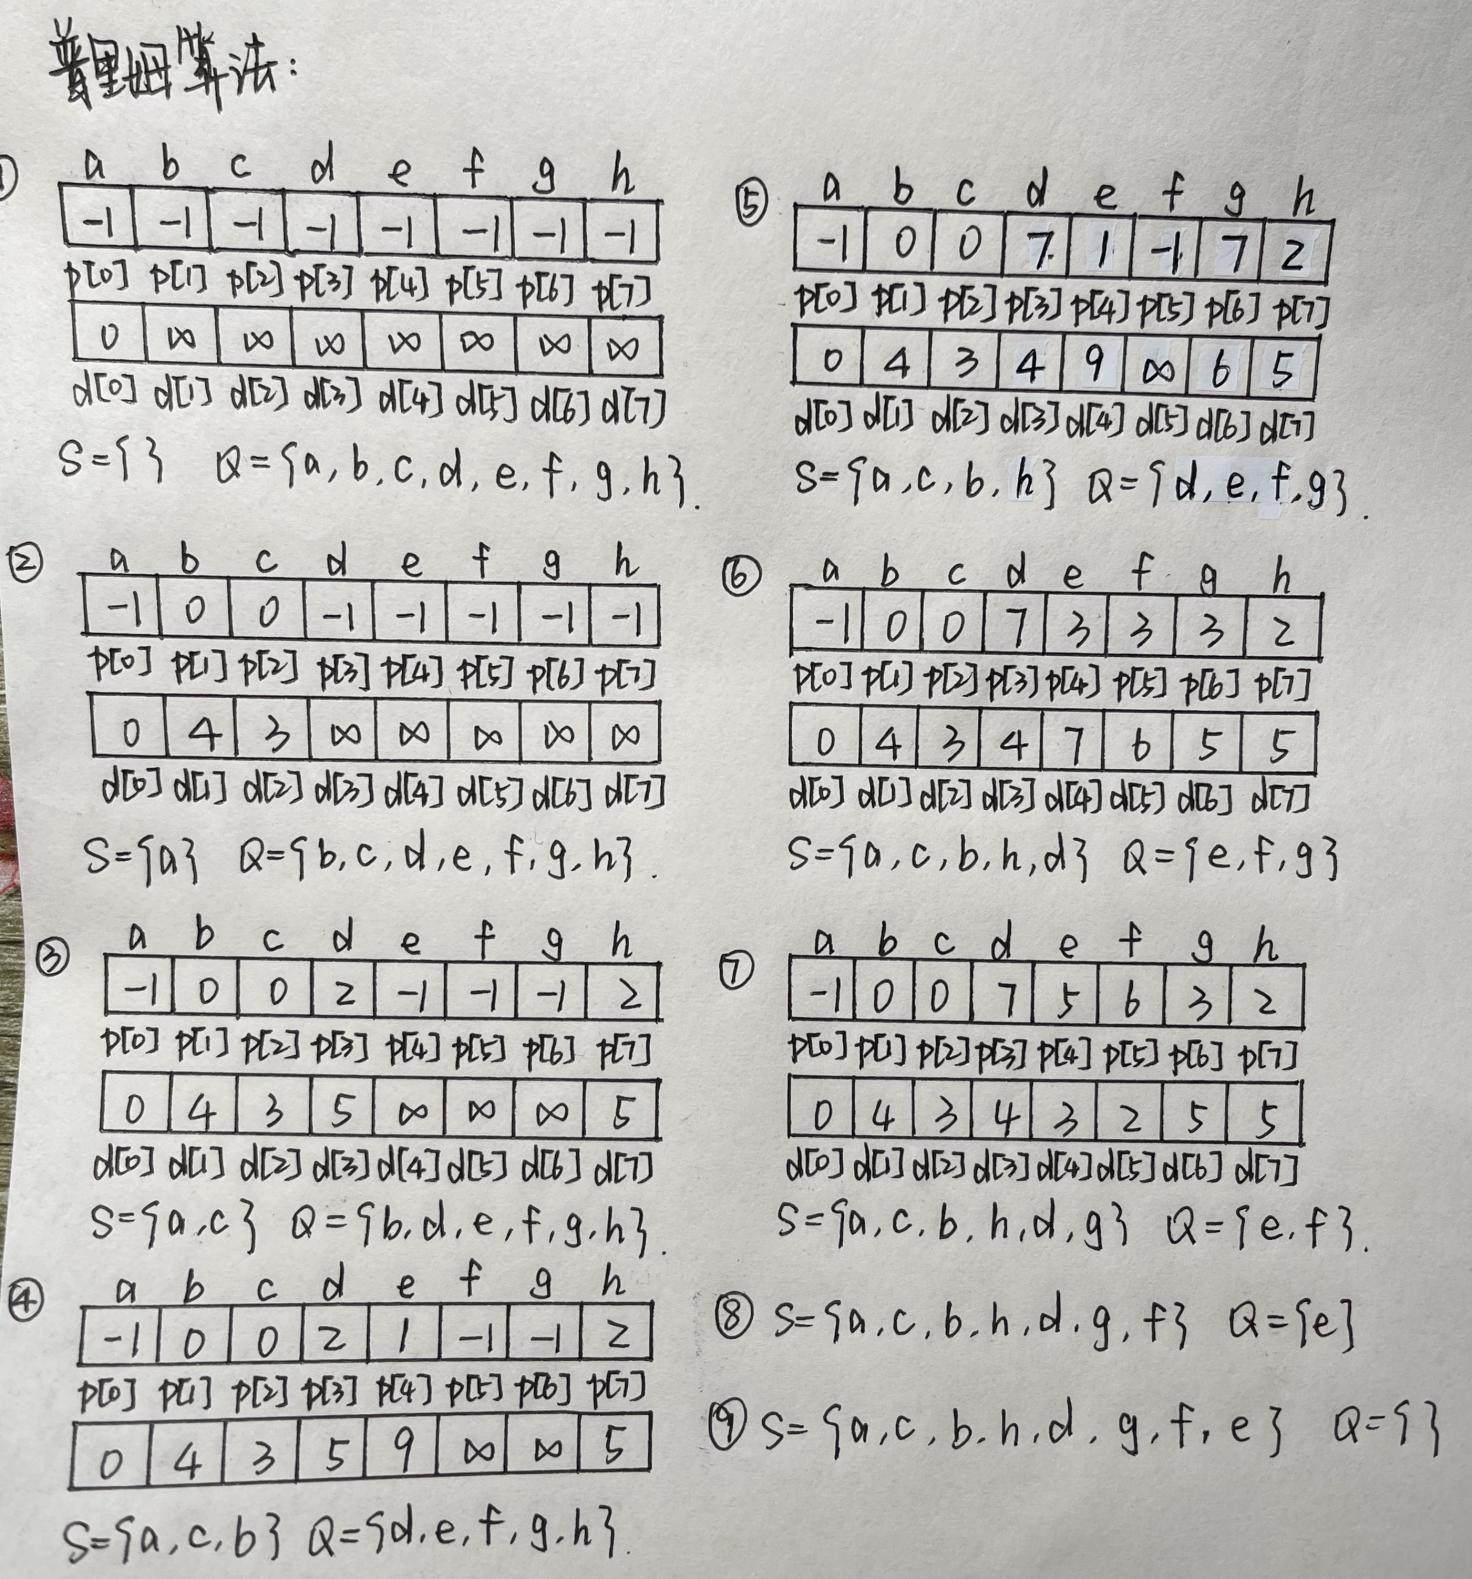 普里姆算法:
①
a b c d e f g h
-1 -1 -1 -1 -1 -1 -1 -1
p[0] p[1] p[2] p[3] p[4] p[5] p[6] p[7]
0 ∞ ∞ ∞ ∞ ∞ ∞ ∞
d[0] d[1] d[2] d[3] d[4] d[5] d[6] d[7]
S={ } Q={a, b, c, d, e, f, g, h}.
②
a b c d e f g h
-1 0 0 -1 -1 -1 -1 -1
p[0] p[1] p[2] p[3] p[4] p[5] p[6] p[7]
0 4 3 ∞ ∞ ∞ ∞ ∞
d[0] d[1] d[2] d[3] d[4] d[5] d[6] d[7]
S={a} Q={b, c, d, e, f, g, h}.
③
a b c d e f g h
-1 0 0 2 -1 -1 -1 2
p[0] p[1] p[2] p[3] p[4] p[5] p[6] p[7]
0 4 3 5 ∞ ∞ ∞ 5
d[0] d[1] d[2] d[3] d[4] d[5] d[6] d[7]
S={a, c} Q={b, d, e, f, g, h}.
④
a b c d e f g h
-1 0 0 2 1 -1 -1 2
p[0] p[1] p[2] p[3] p[4] p[5] p[6] p[7]
0 4 3 5 9 ∞ ∞ 5
S={a, c, b} Q={d, e, f, g, h}.
⑤
a b c d e f g h
-1 0 0 7 1 -1 7 2
p[0] p[1] p[2] p[3] p[4] p[5] p[6] p[7]
0 4 3 4 9 ∞ 6 5
d[0] d[1] d[2] d[3] d[4] d[5] d[6] d[7]
S={a, c, b, h} Q={d, e, f, g}.
⑥
a b c d e f g h
-1 0 0 7 3 3 3 2
p[0] p[1] p[2] p[3] p[4] p[5] p[6] p[7]
0 4 3 4 7 6 5 5
d[0] d[1] d[2] d[3] d[4] d[5] d[6] d[7]
S={a, c, b, h, d} Q={e, f, g}
⑦
a b c d e f g h
-1 0 0 7 5 6 3 2
p[0] p[1] p[2] p[3] p[4] p[5] p[6] p[7]
0 4 3 4 3 2 5 5
d[0] d[1] d[2] d[3] d[4] d[5] d[6] d[7]
S={a, c, b, h, d, g} Q={e, f}.
⑧ S={a, c, b, h, d, g, f} Q={e}
⑨ S={a, c, b, h, d, g, f, e} Q={ }